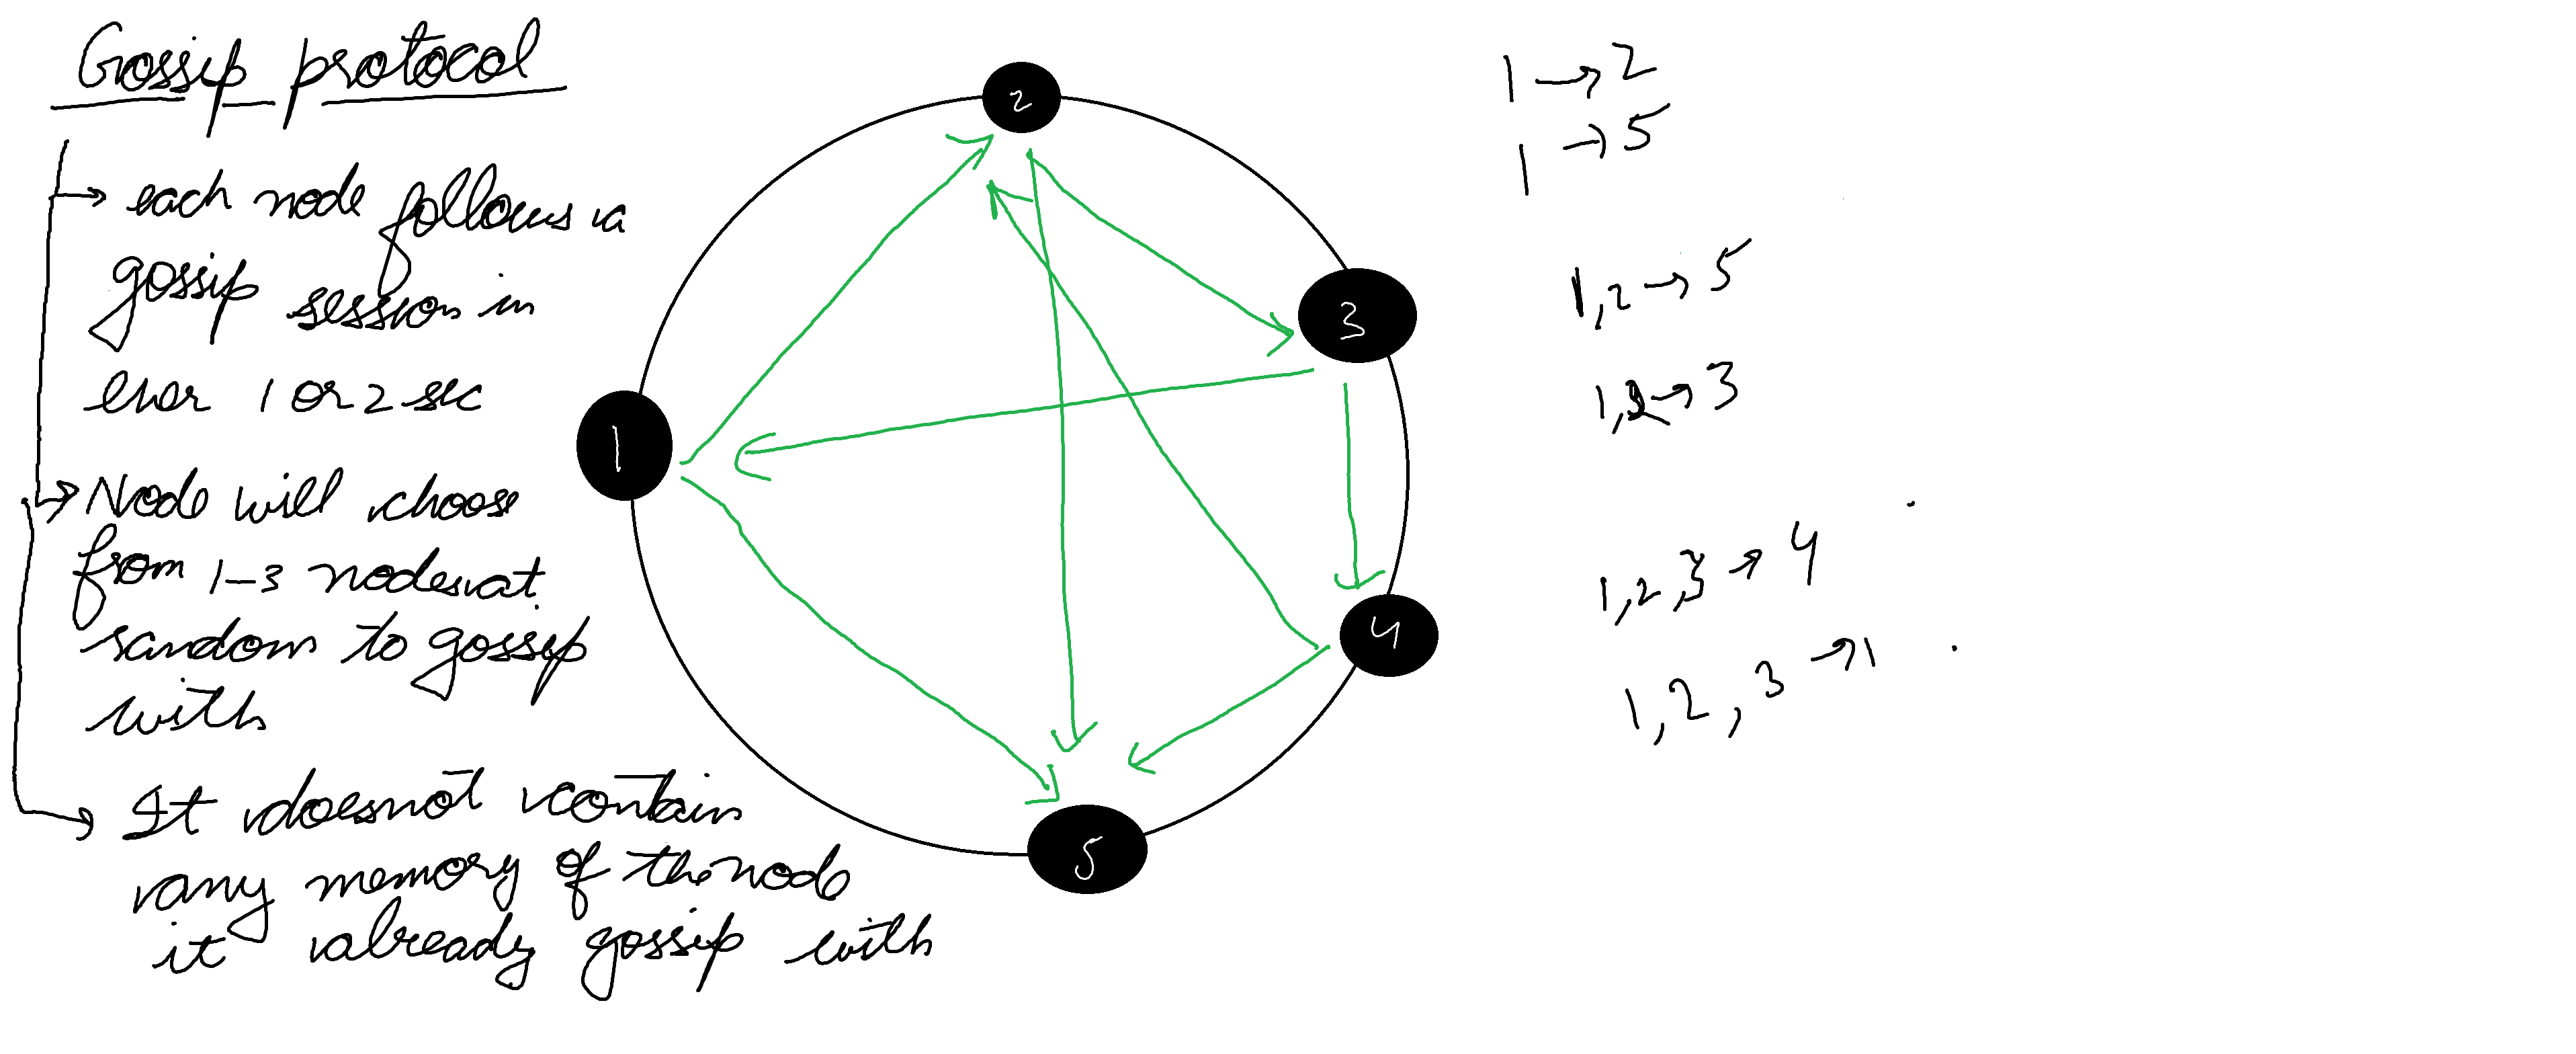 Gossip protocol
→ each node follows a
gossip session in
ever 1 or 2 sec
→ Node will choose
from 1-3 nodes at
random to gossip
with
→ It doesnot contain
any memory of the node
it already gossip with
2
3
1
4
5
1 → 2
1 → 5
1,2 → 5
1,2 → 3
1,2,3 → 4
1,2,3 → 1